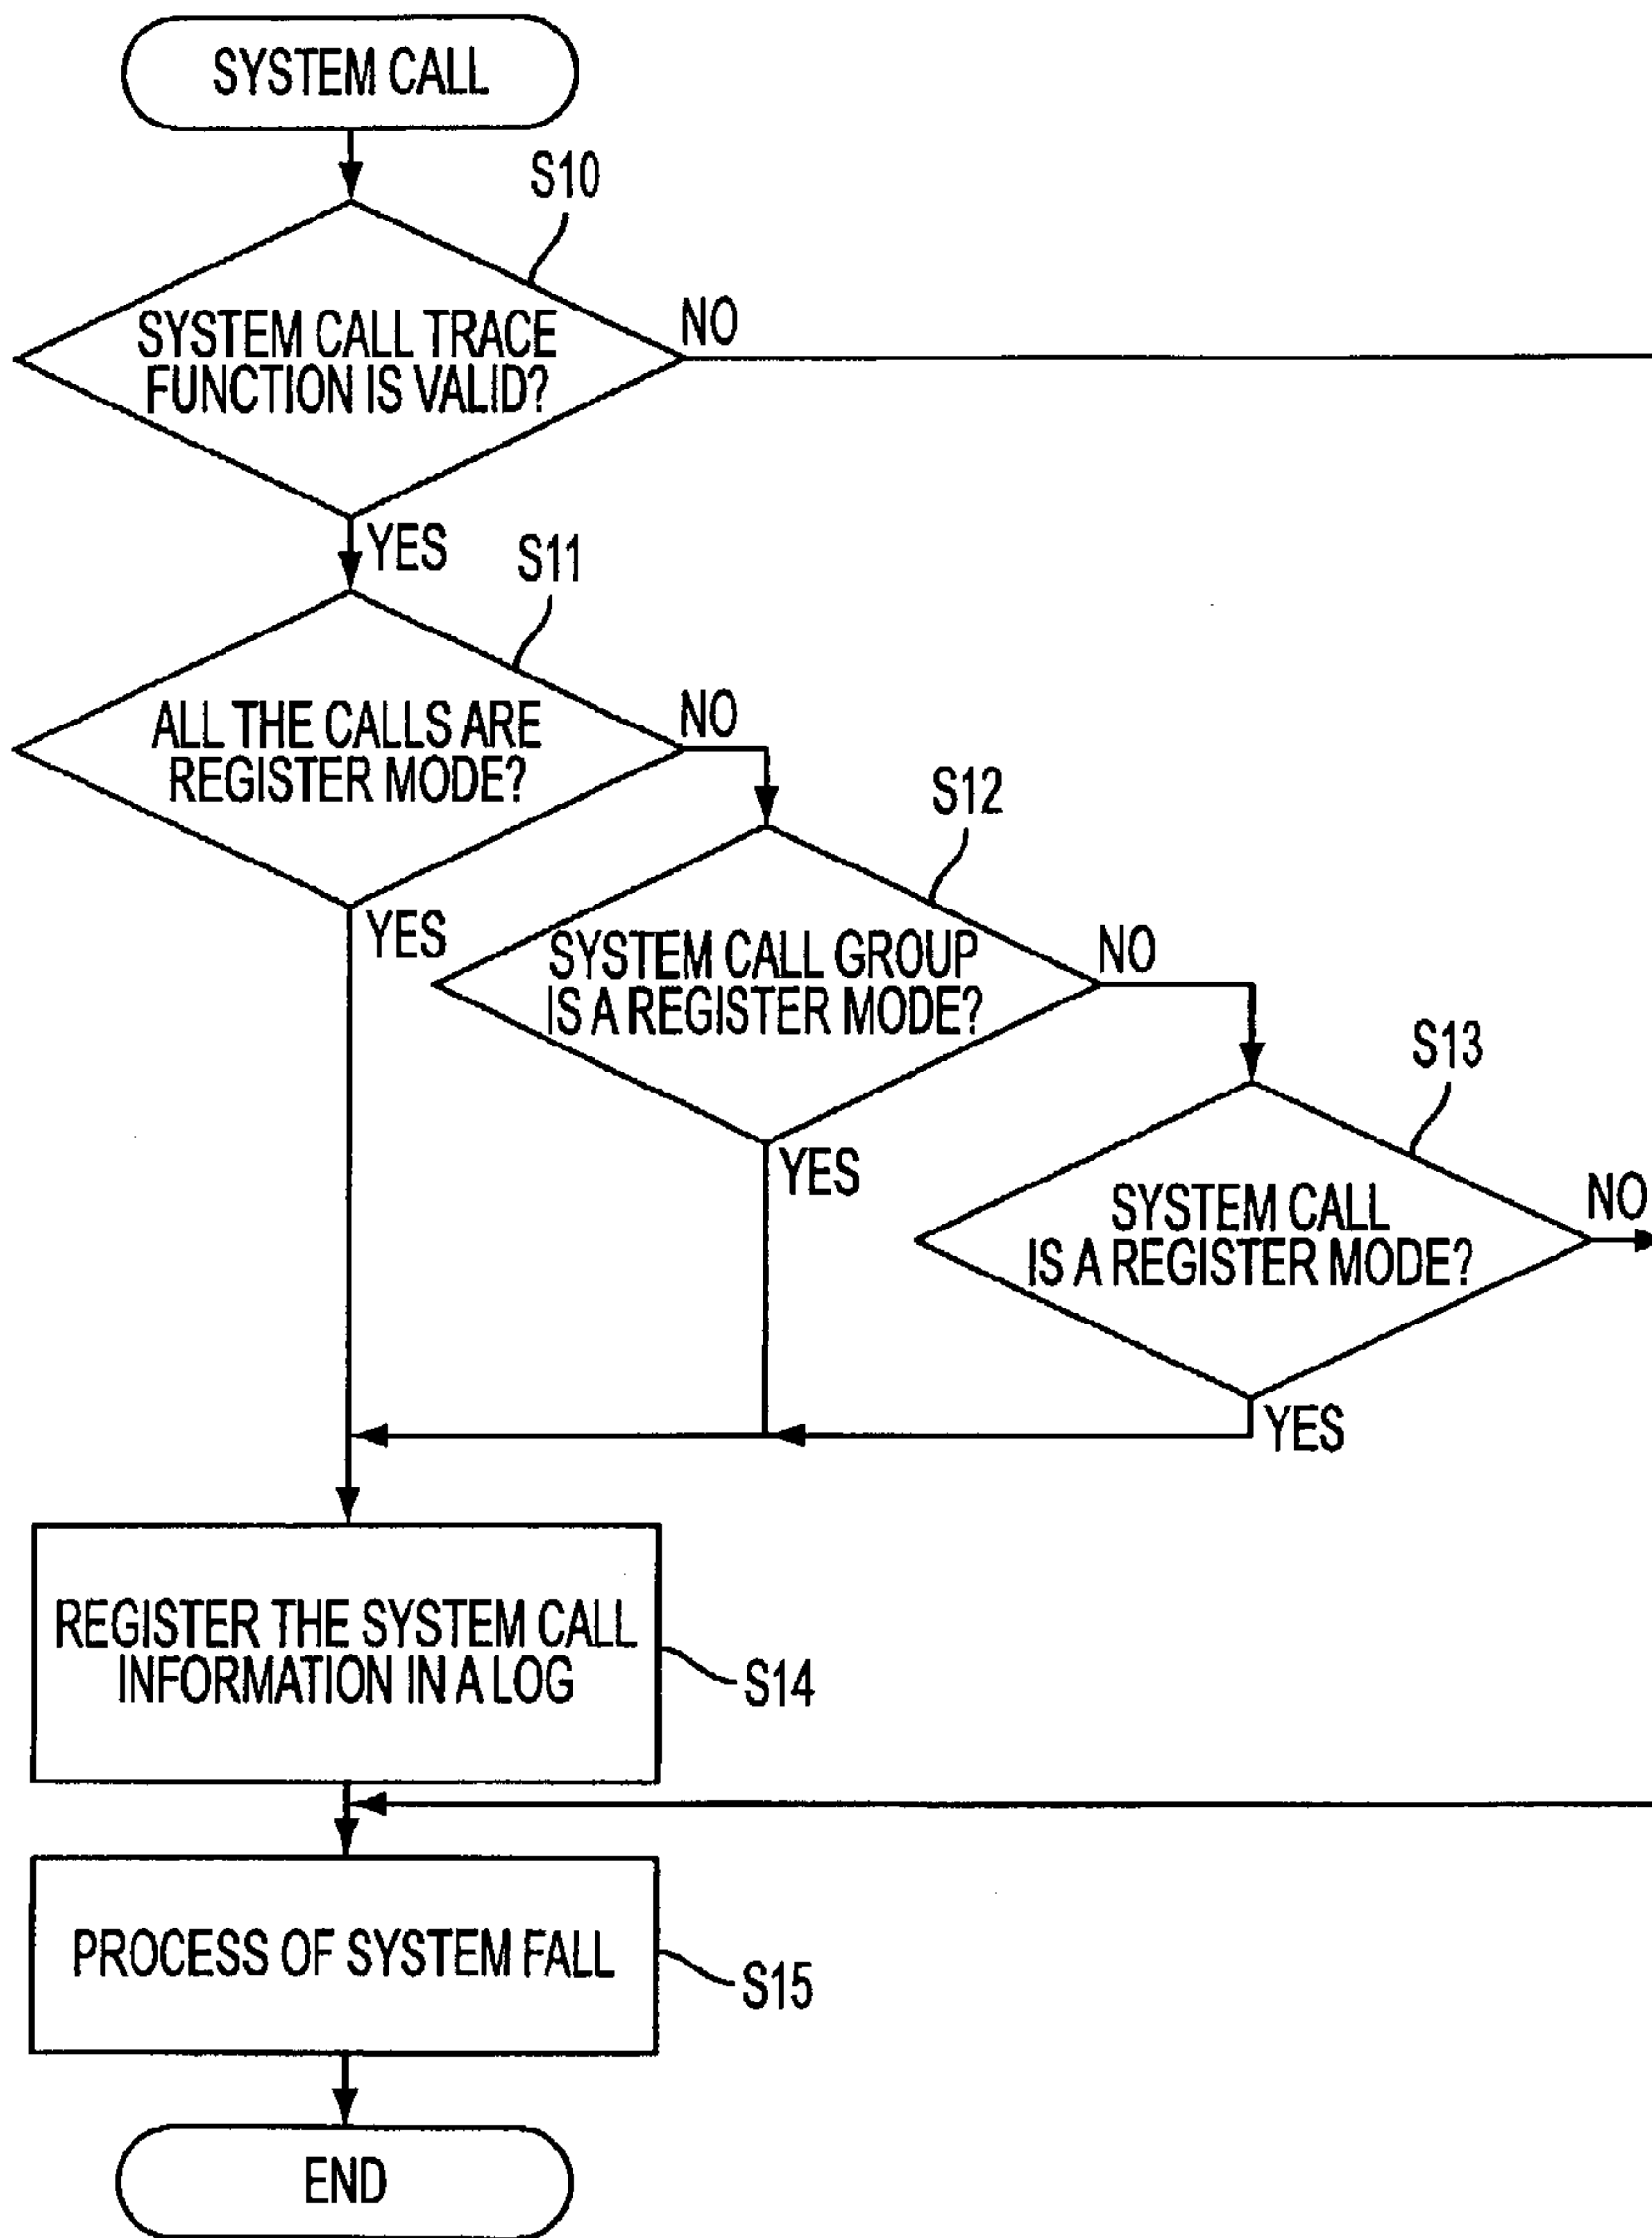 SYSTEM CALL
S10
SYSTEM CALL TRACE
FUNCTION IS VALID?
NO
YES
S11
ALL THE CALLS ARE
REGISTER MODE?
NO
YES
S12
SYSTEM CALL GROUP
IS A REGISTER MODE?
NO
YES
S13
SYSTEM CALL
IS A REGISTER MODE?
NO
YES
REGISTER THE SYSTEM CALL
INFORMATION IN A LOG
S14
PROCESS OF SYSTEM FALL
S15
END